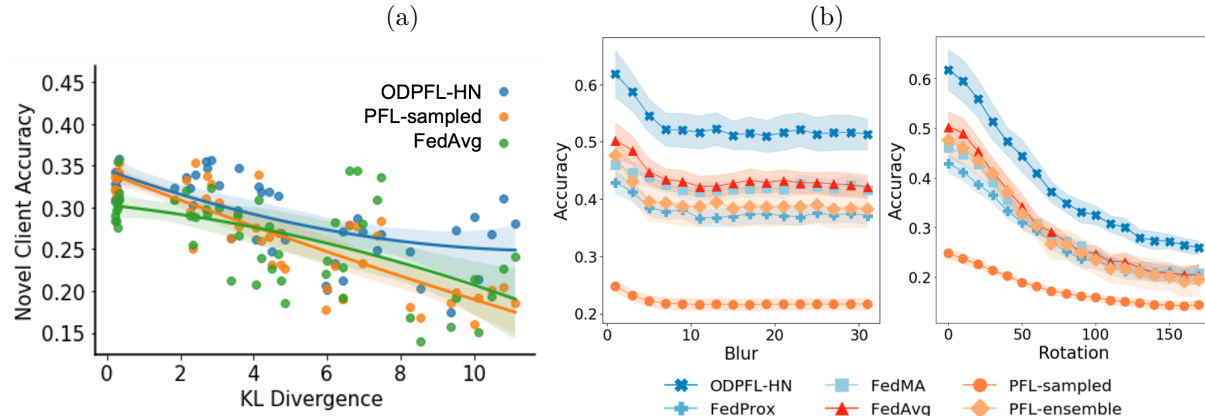 (a)
(b)
0.45
0.40
0.35
0.30
0.25
0.20
0.15
Novel Client Accuracy
ODPFL-HN
PFL-sampled
FedAvg
0 2 4 6 8 10
KL Divergence
0.6
0.5
0.4
0.3
0.2
Accuracy
0 10 20 30
Blur
0.6
0.5
0.4
0.3
0.2
Accuracy
0 50 100 150
Rotation
ODPFL-HN FedMA PFL-sampled
FedProx FedAvg PFL-ensemble